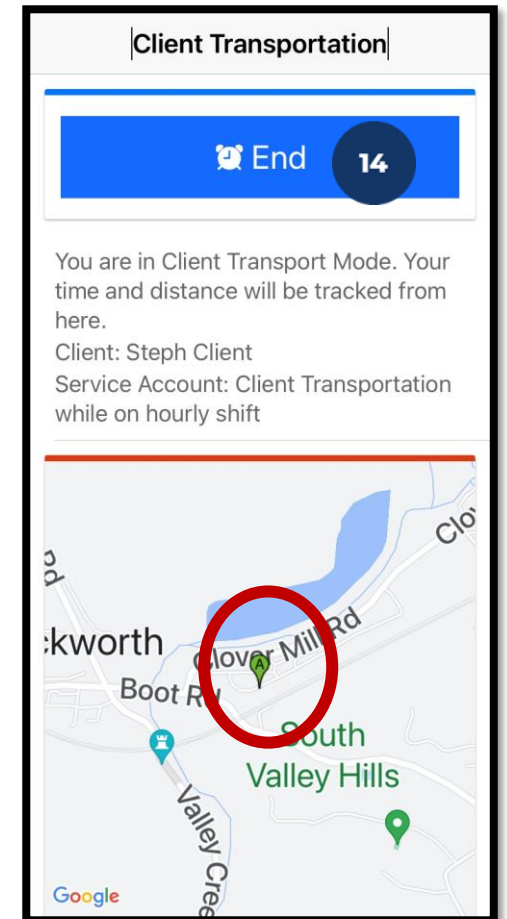 Client Transportation
End
14
You are in Client Transport Mode. Your
time and distance will be tracked from
here.
Client: Steph Client
Service Account: Client Transportation
while on hourly shift
Clo
Rd
ckworth
Clover Mill Rd
A
Boot Rd
South
Valley Hills
Valley Cree
Google